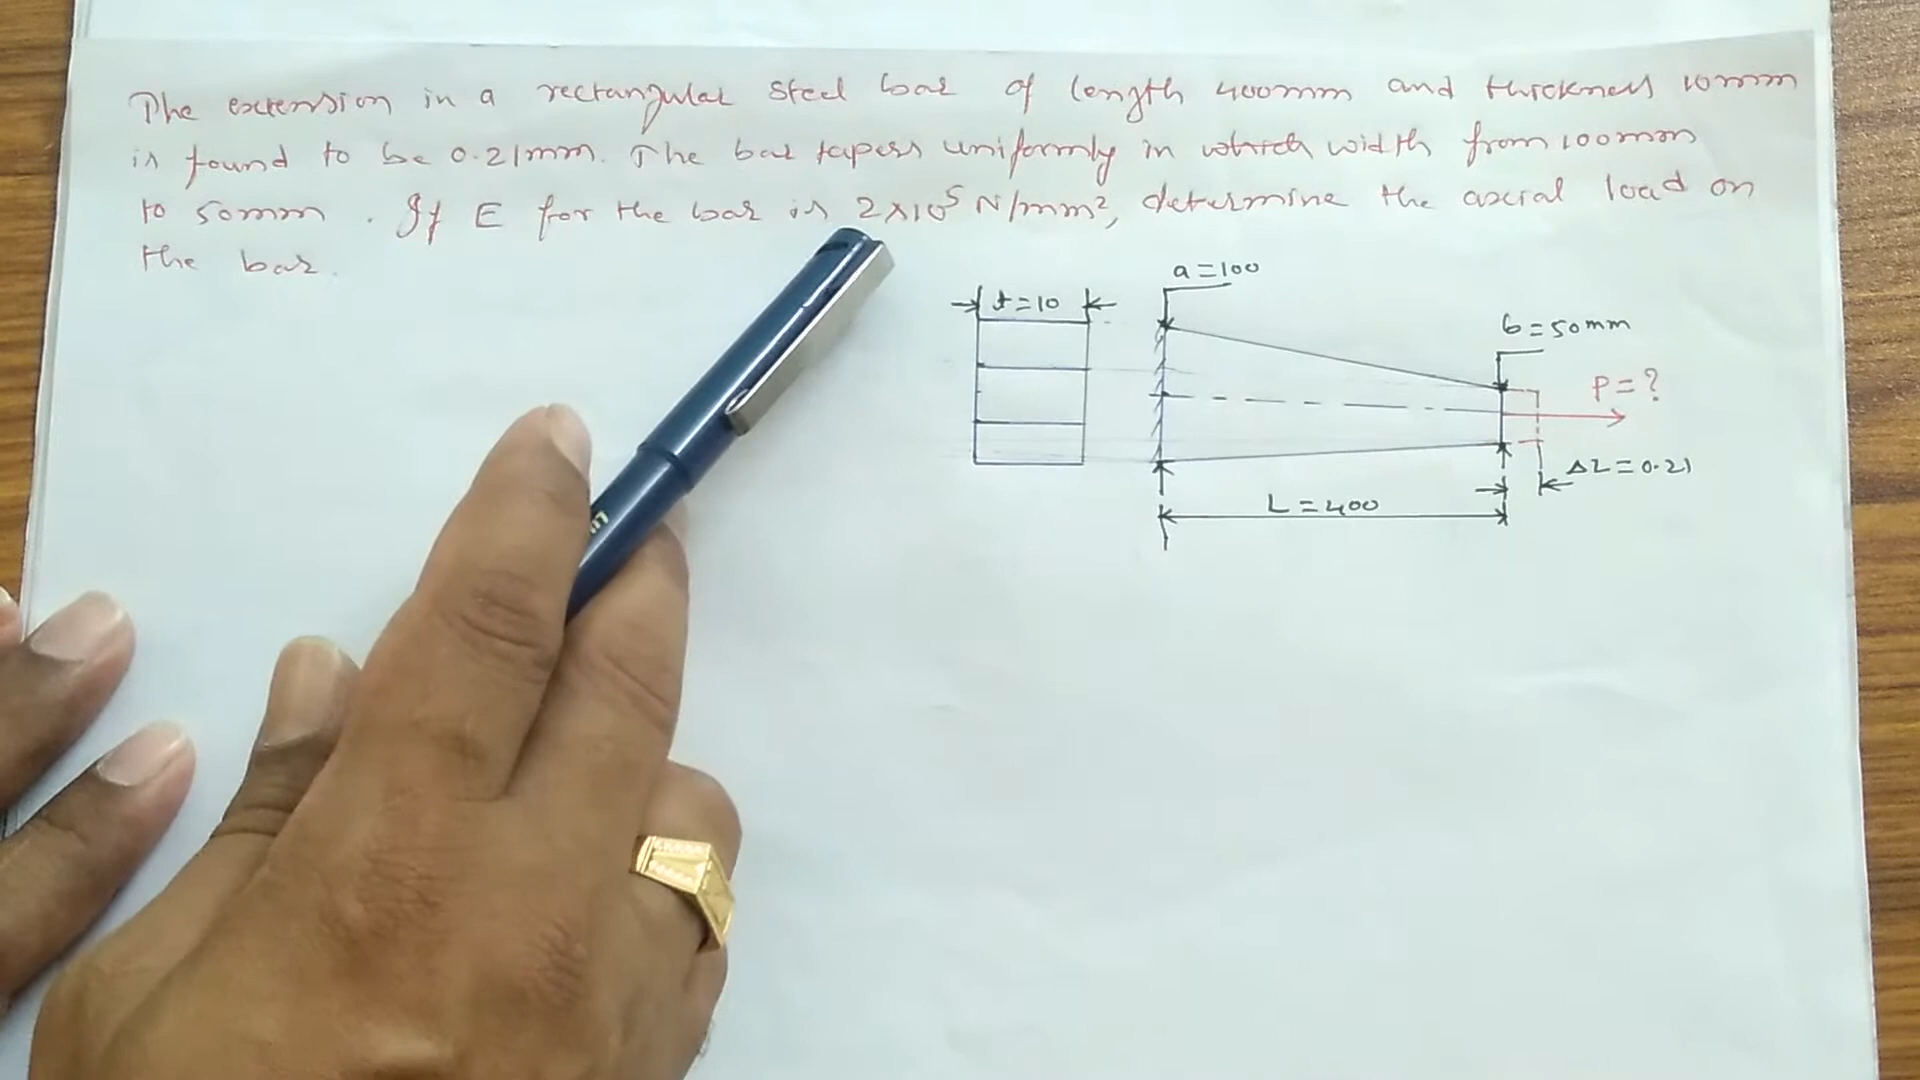 The extension in a rectangular steel bar of length 400mm and thickness 10mm
is found to be 0.21mm. The bar tapers uniformly in which width from 100mm
to 50mm. If E for the bar is 2×10⁵ N/mm², determine the axial load on
the bar.
a=100
t=10
b=50mm
P=?
ΔL=0.21
L=400